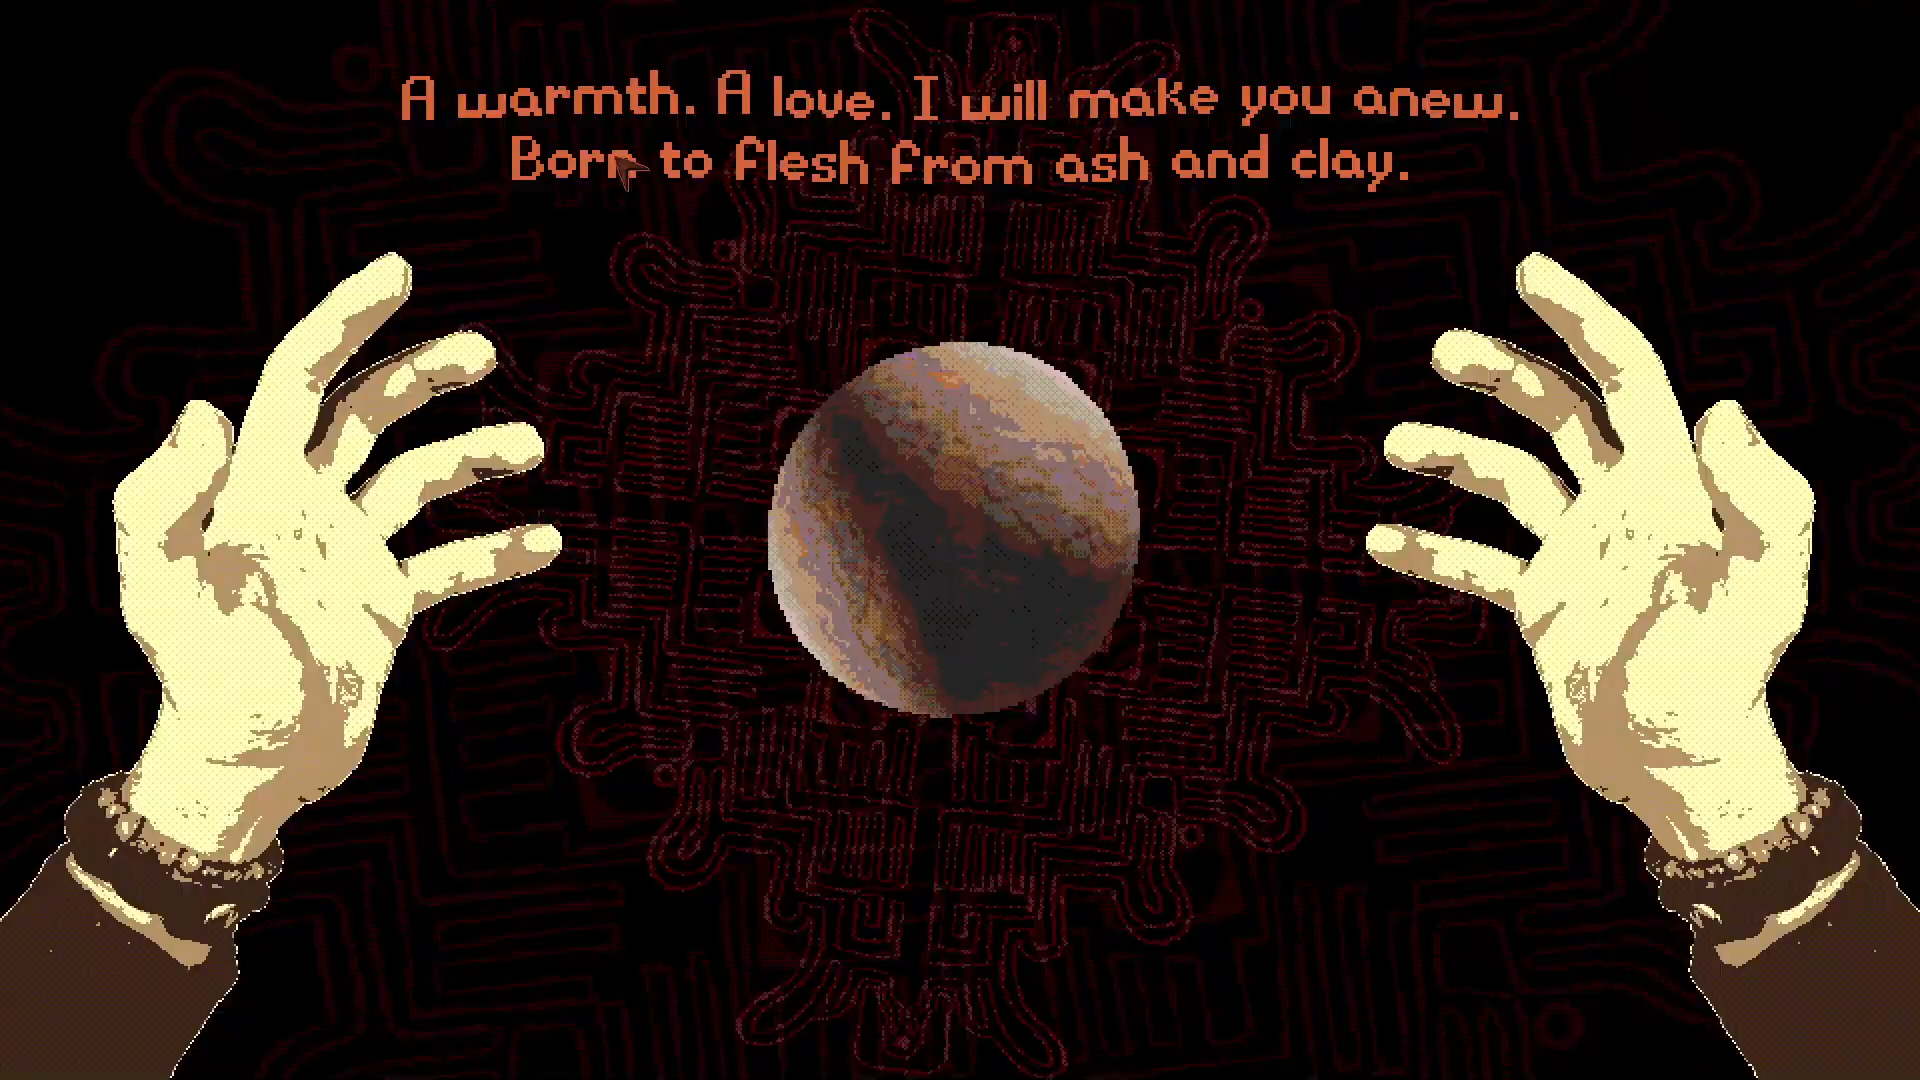 A warmth. A love. I will make you anew.
Born to flesh from ash and clay.